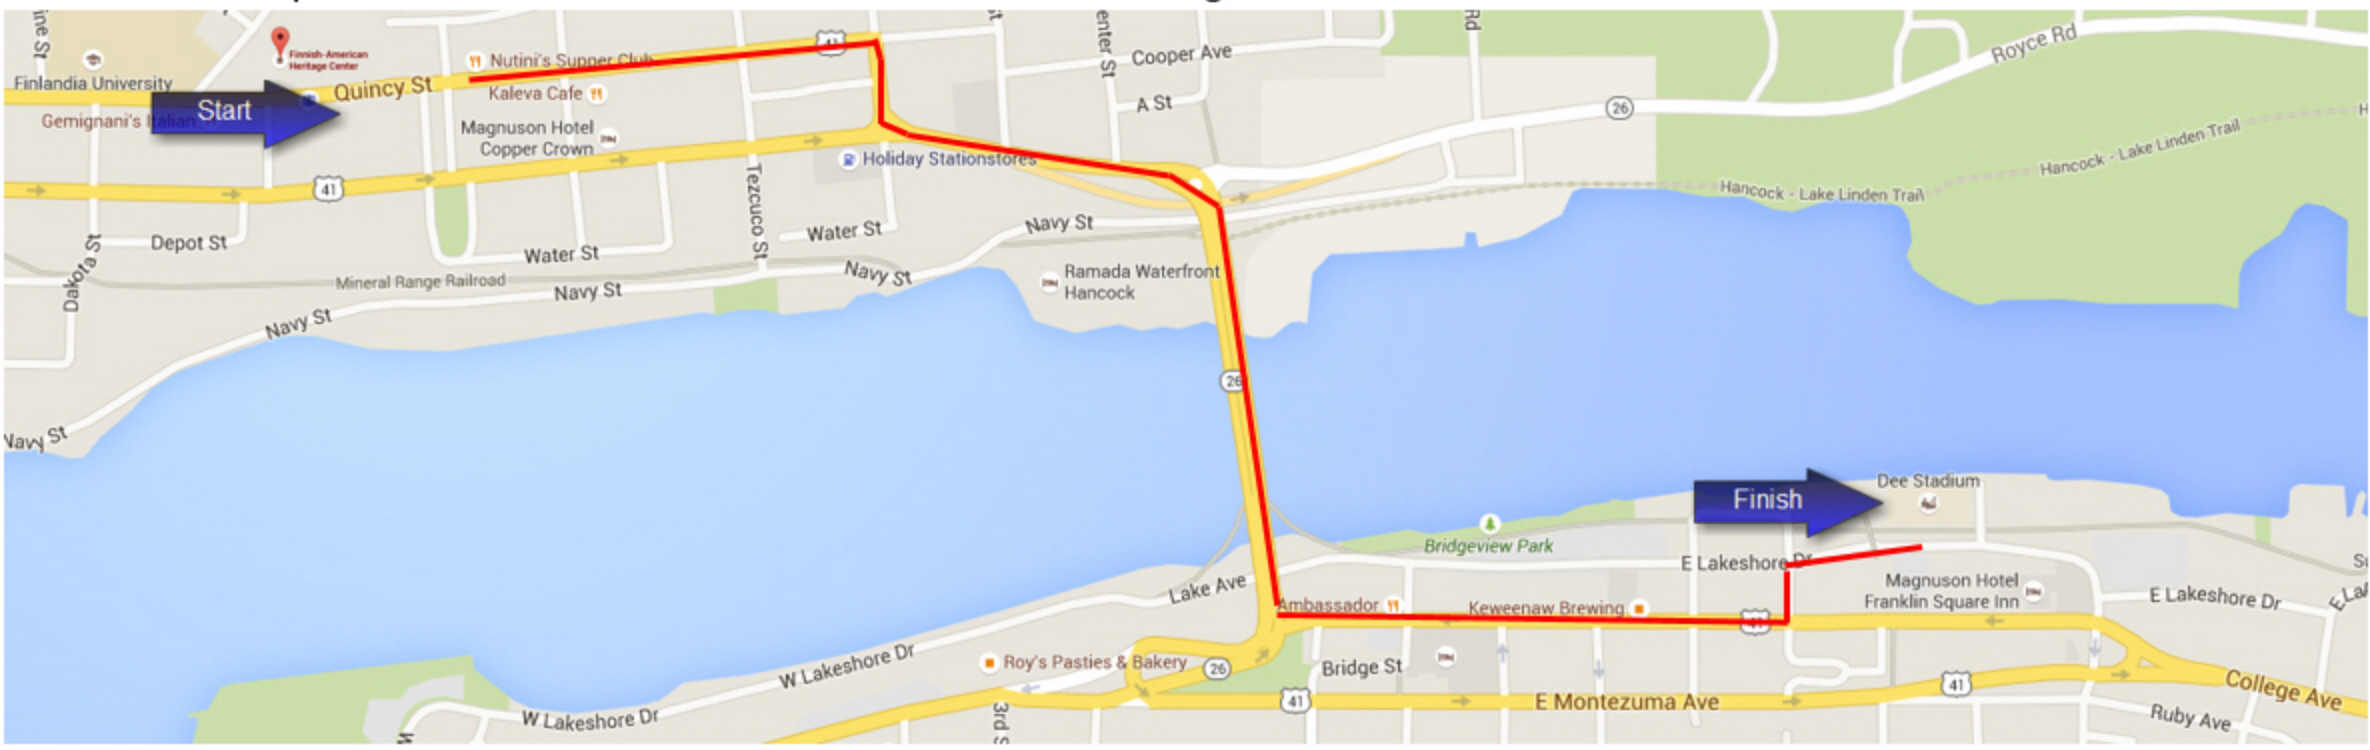 Finlandia University
Gemignani's
Start
Finnish-American
Heritage Center
Quincy St
Nutini's Supper Club
Kaleva Cafe
41
Magnuson Hotel
Copper Crown
Holiday Stationstores
Cooper Ave
A St
Rd
26
Royce Rd
Hancock - Lake Linden Trail
Hancock - Lake Linden Trail
41
Tezcuco St
Depot St
Dakota St
Water St
Water St
Navy St
Navy St
Navy St
Navy St
Navy St
Mineral Range Railroad
Ramada Waterfront
Hancock
26
Finish
Dee Stadium
Bridgeview Park
E Lakeshore Dr
Lake Ave
Ambassador
Keweenaw Brewing
41
Magnuson Hotel
Franklin Square Inn
E Lakeshore Dr
W Lakeshore Dr
W Lakeshore Dr
Roy's Pasties & Bakery
26
Bridge St
41
E Montezuma Ave
41
College Ave
Ruby Ave
3rd S